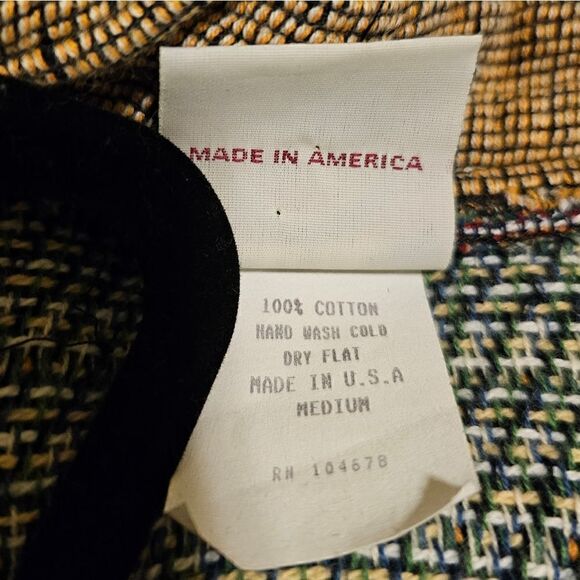 MADE IN AMERICA
100% COTTON
HAND WASH COLD
DRY FLAT
MADE IN U.S.A
MEDIUM
RN 104678